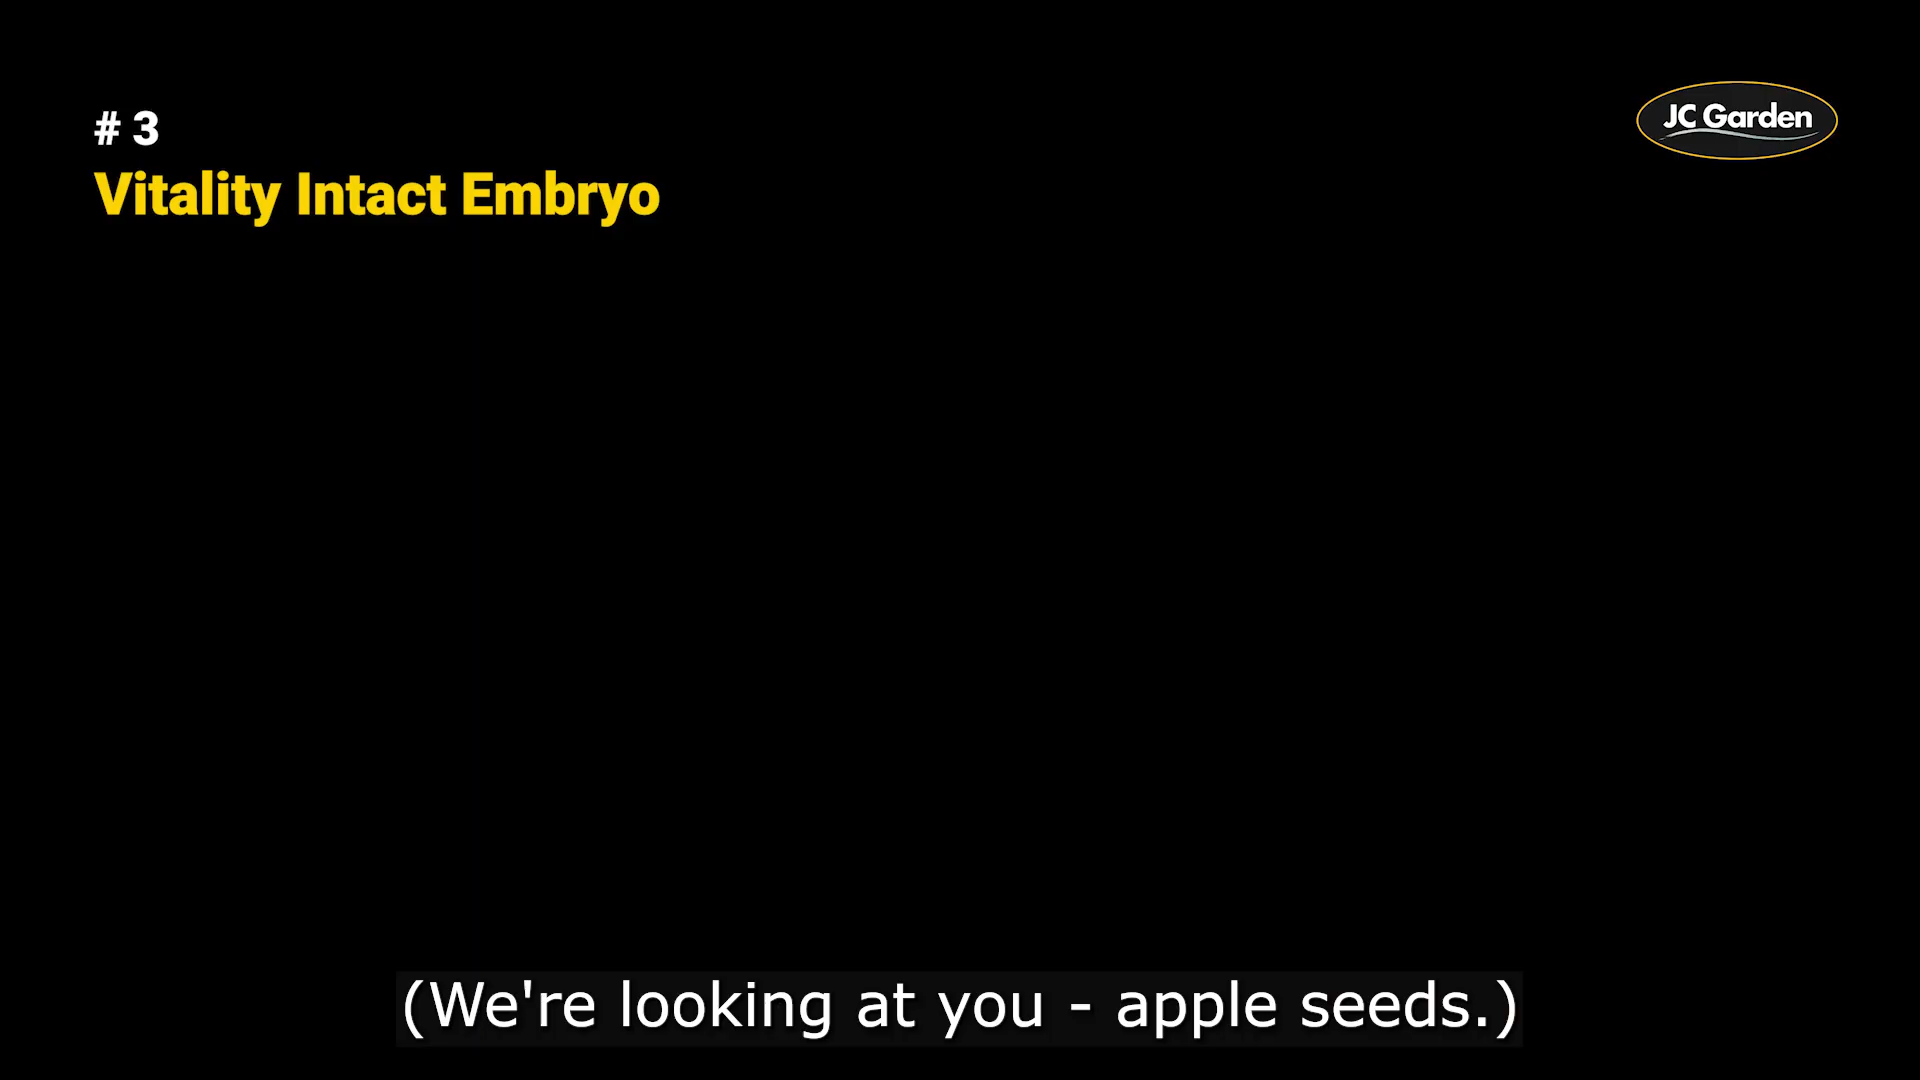 # 3
JC Garden
Vitality Intact Embryo
(We're looking at you - apple seeds.)